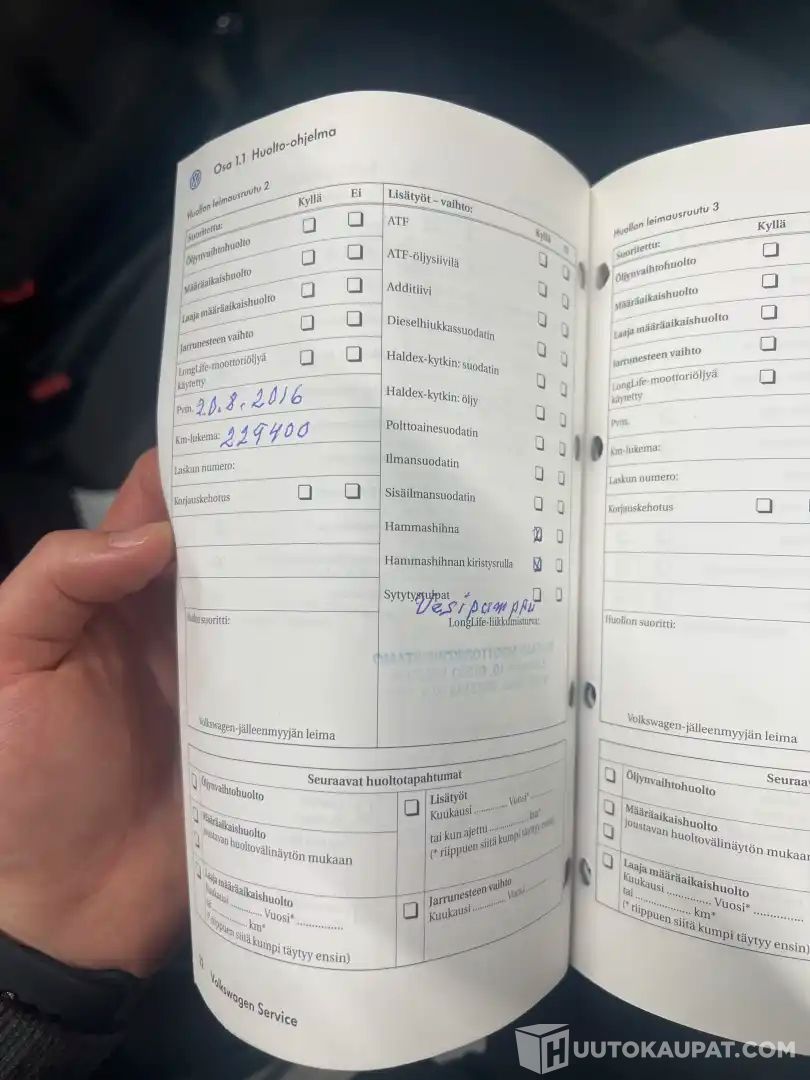 Osa 1.1 Huolto-ohjelma
Huollon leimausruutu 2
Suoritettu:
Kyllä
Ei
Öljynvaihtohuolto
Määräaikaishuolto
Laaja määräaikaishuolto
Jarrunesteen vaihto
LongLife-moottoriöljyä
käytetty
Pvm. 20.8.2016
Km-lukema: 229400
Laskun numero:
Korjauskehotus
Huollon suoritti:
Volkswagen-jälleenmyyjän leima
Lisätyöt – vaihto:
Kyllä
ATF
ATF-öljysiivilä
Additiivi
Dieselhiukkassuodatin
Haldex-kytkin: suodatin
Haldex-kytkin: öljy
Polttoainesuodatin
Ilmansuodatin
Sisäilmansuodatin
Hammashihna
Hammashihnan kiristysrulla
Sytytystulpat
Vesipumppu
LongLife-liikkumisturva:
Seuraavat huoltotapahtumat
Öljynvaihtohuolto
Määräaikaishuolto
joustavan huoltovälinäytön mukaan
Laaja määräaikaishuolto
Kuukausi .............. Vuosi* ..............
tai .................... km*
(* riippuen siitä kumpi täytyy ensin)
Lisätyöt
Kuukausi .............. Vuosi* ........
tai kun ajettu ....................
(* riippuen siitä kumpi täytyy ensin)
Jarrunesteen vaihto
Kuukausi .............. Vuosi ........
Volkswagen Service
Huollon leimausruutu 3
Suoritettu:
Kyllä
Öljynvaihtohuolto
Määräaikaishuolto
Laaja määräaikaishuolto
Jarrunesteen vaihto
LongLife-moottoriöljyä
käytetty
Pvm.
Km-lukema:
Laskun numero:
Korjauskehotus
Huollon suoritti:
Volkswagen-jälleenmyyjän leima
Öljynvaihtohuolto
Määräaikaishuolto
joustavan huoltovälinäytön
Laaja määräaikaishuolto
Kuukausi .............. Vuosi* ..............
tai .................... km*
(* riippuen siitä kumpi täytyy ensin)
HUUTOKAUPAT.COM